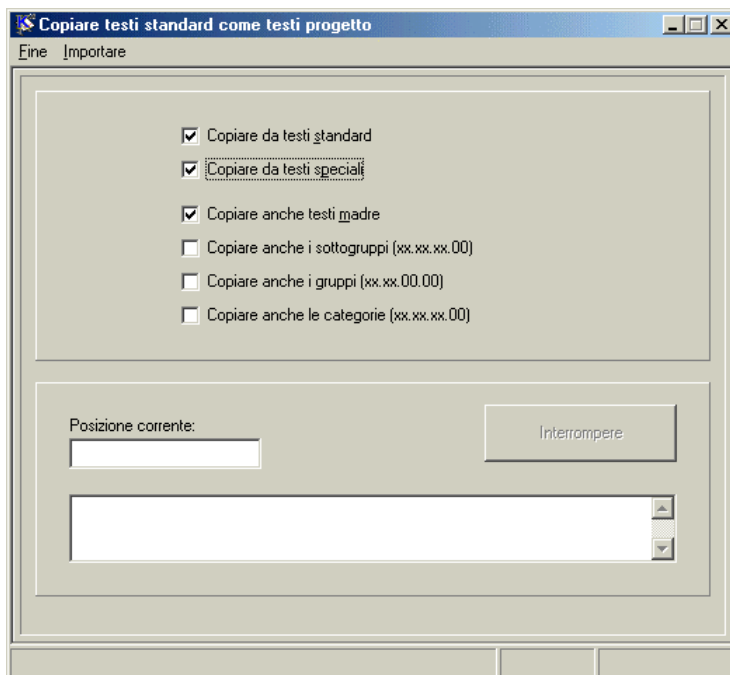 Copiare testi standard come testi progetto
Fine Importare
Copiare da testi standard
Copiare da testi speciali
Copiare anche testi madre
Copiare anche i sottogruppi (xx.xx.xx.00)
Copiare anche i gruppi (xx.xx.00.00)
Copiare anche le categorie (xx.xx.xx.00)
Posizione corrente:
Interrompere